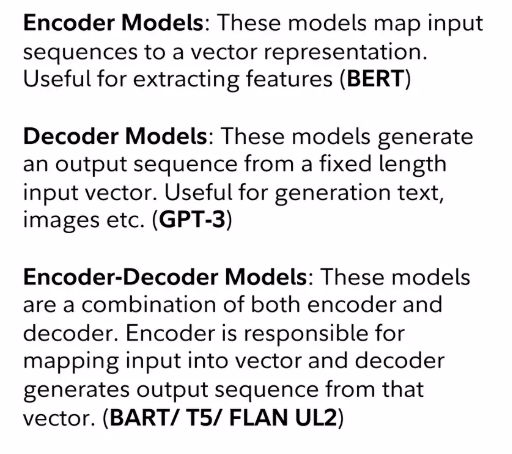 Encoder Models: These models map input
sequences to a vector representation.
Useful for extracting features (BERT)
Decoder Models: These models generate
an output sequence from a fixed length
input vector. Useful for generation text,
images etc. (GPT-3)
Encoder-Decoder Models: These models
are a combination of both encoder and
decoder. Encoder is responsible for
mapping input into vector and decoder
generates output sequence from that
vector. (BART/ T5/ FLAN UL2)